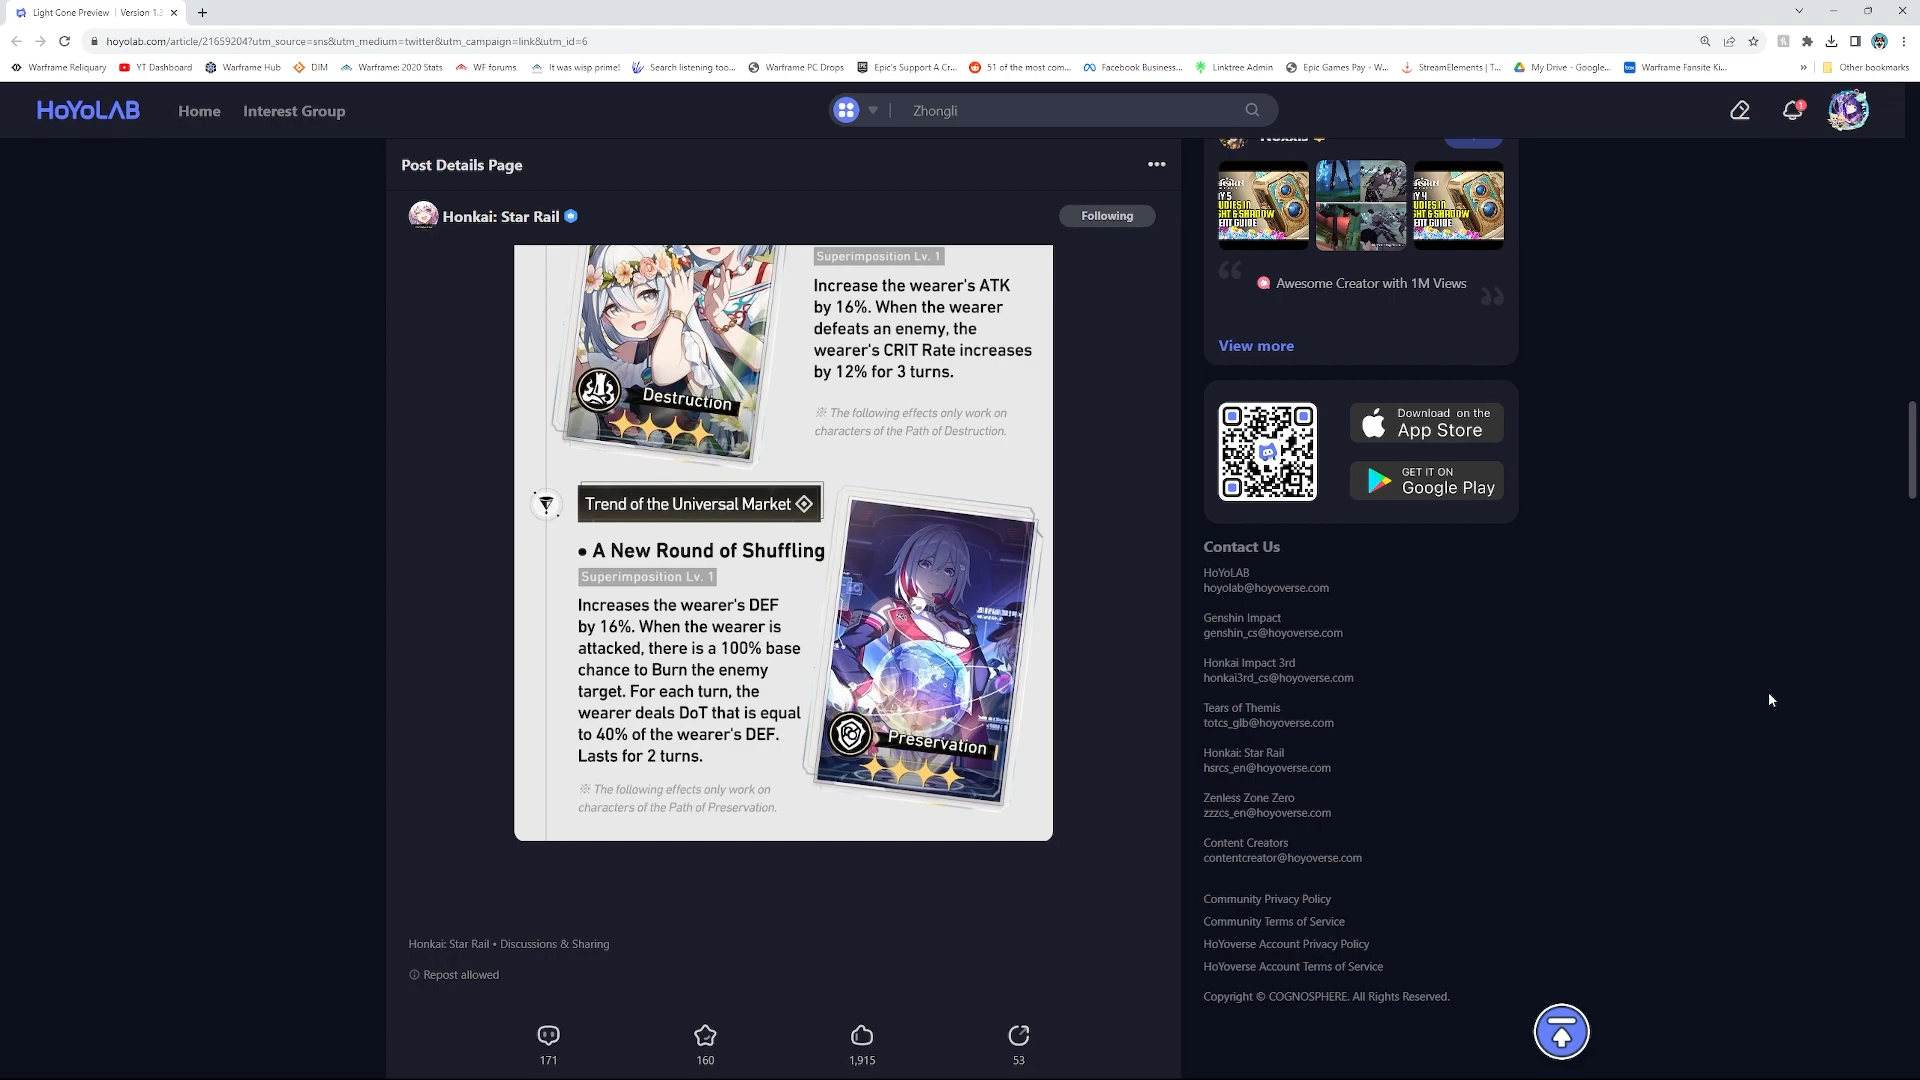 Light Cone Preview | Version 1.3
hoyolab.com/article/21659204?utm_source=sns&utm_medium=twitter&utm_campaign=link&utm_id=6
Warframe Reliquary
YT Dashboard
Warframe Hub
DIM
Warframe: 2020 Stats
WF forums
It was wisp prime!
Search listening too...
Warframe PC Drops
Epic's Support A Cr...
51 of the most com...
Facebook Business...
Linktree Admin
Epic Games Pay - W...
StreamElements | T...
My Drive - Google...
Warframe Fansite Ki...
»
Other bookmarks
HoYoLAB
Home
Interest Group
Zhongli
1
Post Details Page
Honkai: Star Rail
Following
Superimposition Lv. 1
Increase the wearer's ATK
by 16%. When the wearer
defeats an enemy, the
wearer's CRIT Rate increases
by 12% for 3 turns.
※ The following effects only work on
characters of the Path of Destruction.
Destruction
Trend of the Universal Market
• A New Round of Shuffling
Superimposition Lv. 1
Increases the wearer's DEF
by 16%. When the wearer is
attacked, there is a 100% base
chance to Burn the enemy
target. For each turn, the
wearer deals DoT that is equal
to 40% of the wearer's DEF.
Lasts for 2 turns.
※ The following effects only work on
characters of the Path of Preservation.
Preservation
Honkai: Star Rail • Discussions & Sharing
Repost allowed
171
160
1,915
53
Awesome Creator with 1M Views
View more
Download on the
App Store
GET IT ON
Google Play
Contact Us
HoYoLAB
hoyolab@hoyoverse.com
Genshin Impact
genshin_cs@hoyoverse.com
Honkai Impact 3rd
honkai3rd_cs@hoyoverse.com
Tears of Themis
totcs_glb@hoyoverse.com
Honkai: Star Rail
hsrcs_en@hoyoverse.com
Zenless Zone Zero
zzzcs_en@hoyoverse.com
Content Creators
contentcreator@hoyoverse.com
Community Privacy Policy
Community Terms of Service
HoYoverse Account Privacy Policy
HoYoverse Account Terms of Service
Copyright © COGNOSPHERE. All Rights Reserved.